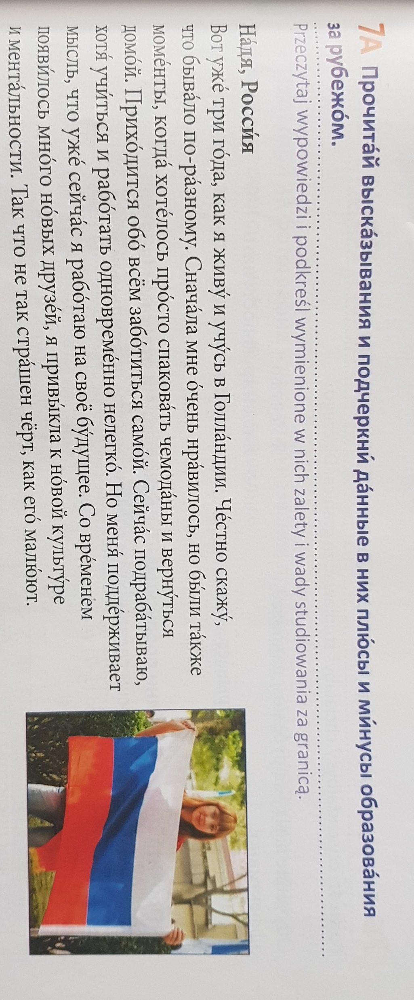 7А Прочита́й выска́зывания и подчеркни́ да́нные в них плю́сы и ми́нусы образова́ния
за рубежо́м.
Przeczytaj wypowiedzi i podkreśl wymienione w nich zalety i wady studiowania za granicą.
На́дя, Росси́я
Вот уже́ три го́да, как я живу́ и учу́сь в Голла́ндии. Че́стно скажу́,
что быва́ло по-ра́зному. Снача́ла мне о́чень нра́вилось, но бы́ли та́кже
моме́нты, когда́ хоте́лось про́сто спакова́ть чемода́ны и верну́ться
домо́й. Прихо́дится обо́ всём забо́титься само́й. Сейча́с подраба́тываю,
хотя́ учи́ться и рабо́тать одновреме́нно нелегко́. Но меня́ подде́рживает
мысль, что уже́ сейча́с я рабо́таю на своё бу́дущее. Со вре́менем
появи́лось мно́го но́вых друзе́й, я привы́кла к но́вой культу́ре
и мента́льности. Так что не так стра́шен чёрт, как его́ малю́ют.